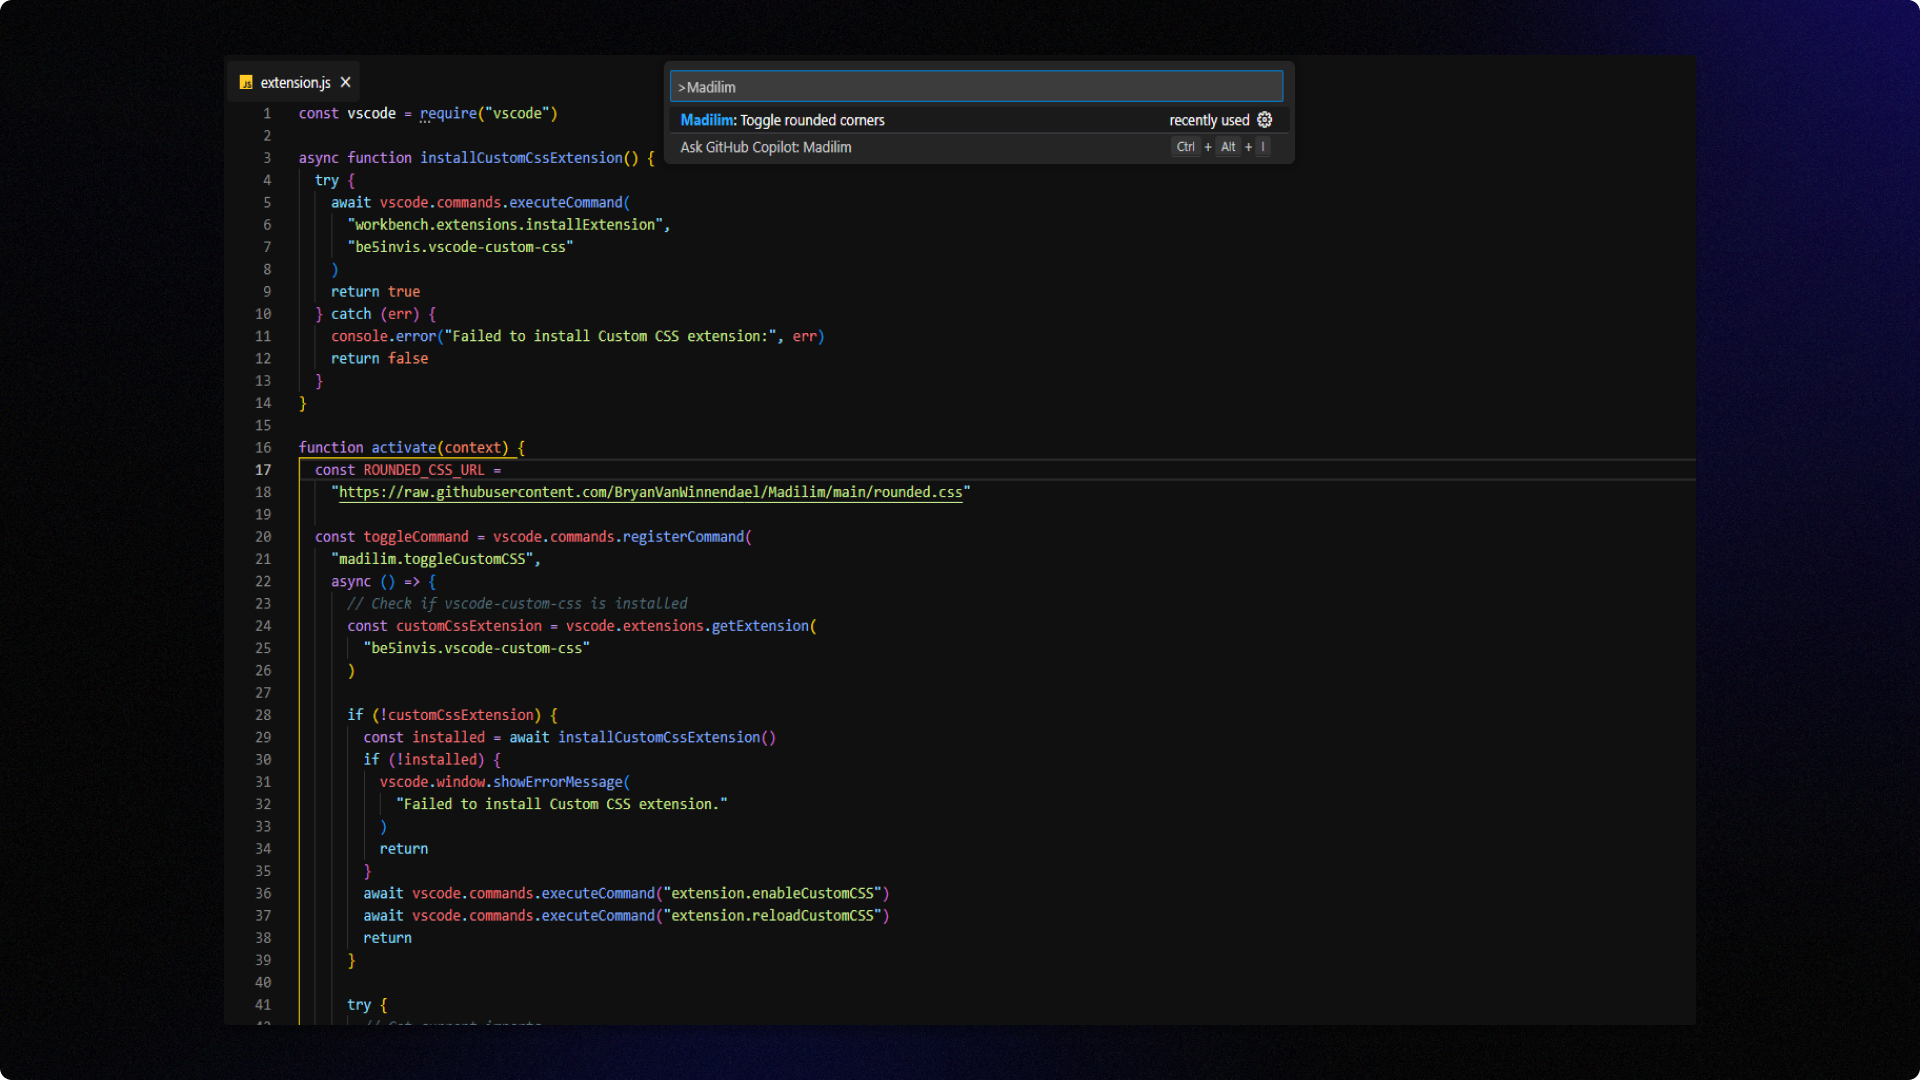 JS extension.js ×
>Madilim
Madilim: Toggle rounded corners recently used
Ask GitHub Copilot: Madilim Ctrl + Alt + I
1 const vscode = require("vscode")
2
3 async function installCustomCssExtension() {
4 try {
5 await vscode.commands.executeCommand(
6 "workbench.extensions.installExtension",
7 "be5invis.vscode-custom-css"
8 )
9 return true
10 } catch (err) {
11 console.error("Failed to install Custom CSS extension:", err)
12 return false
13 }
14 }
15
16 function activate(context) {
17 const ROUNDED_CSS_URL =
18 "https://raw.githubusercontent.com/BryanVanWinnendael/Madilim/main/rounded.css"
19
20 const toggleCommand = vscode.commands.registerCommand(
21 "madilim.toggleCustomCSS",
22 async () => {
23 // Check if vscode-custom-css is installed
24 const customCssExtension = vscode.extensions.getExtension(
25 "be5invis.vscode-custom-css"
26 )
27
28 if (!customCssExtension) {
29 const installed = await installCustomCssExtension()
30 if (!installed) {
31 vscode.window.showErrorMessage(
32 "Failed to install Custom CSS extension."
33 )
34 return
35 }
36 await vscode.commands.executeCommand("extension.enableCustomCSS")
37 await vscode.commands.executeCommand("extension.reloadCustomCSS")
38 return
39 }
40
41 try {